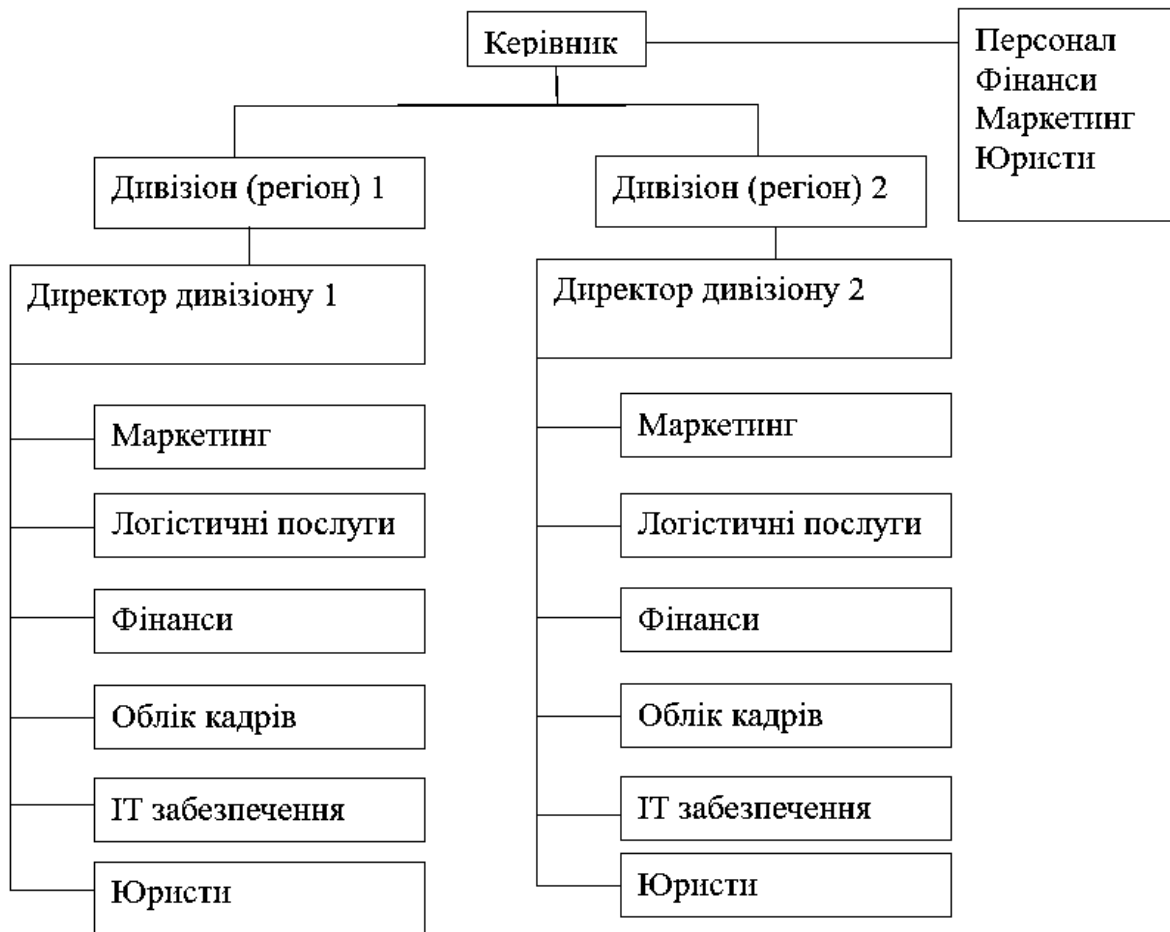 Керівник
Персонал
Фінанси
Маркетинг
Юристи
Дивізіон (регіон) 1
Дивізіон (регіон) 2
Директор дивізіону 1
Маркетинг
Логістичні послуги
Фінанси
Облік кадрів
ІТ забезпечення
Юристи
Директор дивізіону 2
Маркетинг
Логістичні послуги
Фінанси
Облік кадрів
ІТ забезпечення
Юристи